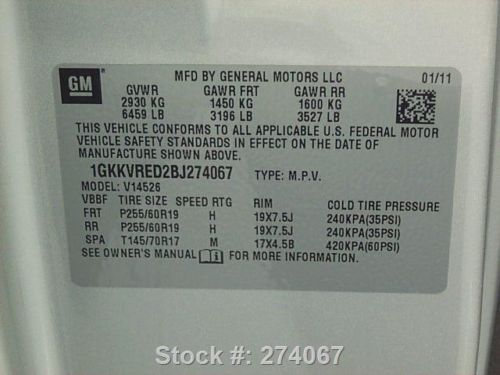 GM
MFD BY GENERAL MOTORS LLC 01/11
GVWR GAWR FRT GAWR RR
2930 KG 1450 KG 1600 KG
6459 LB 3196 LB 3527 LB
THIS VEHICLE CONFORMS TO ALL APPLICABLE U.S. FEDERAL MOTOR
VEHICLE SAFETY STANDARDS IN EFFECT ON THE DATE OF
MANUFACTURE SHOWN ABOVE.
1GKKVRED2BJ274067 TYPE: M.P.V.
MODEL: V14526
VBBF TIRE SIZE SPEED RTG RIM COLD TIRE PRESSURE
FRT P255/60R19 H 19X7.5J 240KPA(35PSI)
RR P255/60R19 H 19X7.5J 240KPA(35PSI)
SPA T145/70R17 M 17X4.5B 420KPA(60PSI)
SEE OWNER'S MANUAL FOR MORE INFORMATION.
Stock #: 274067